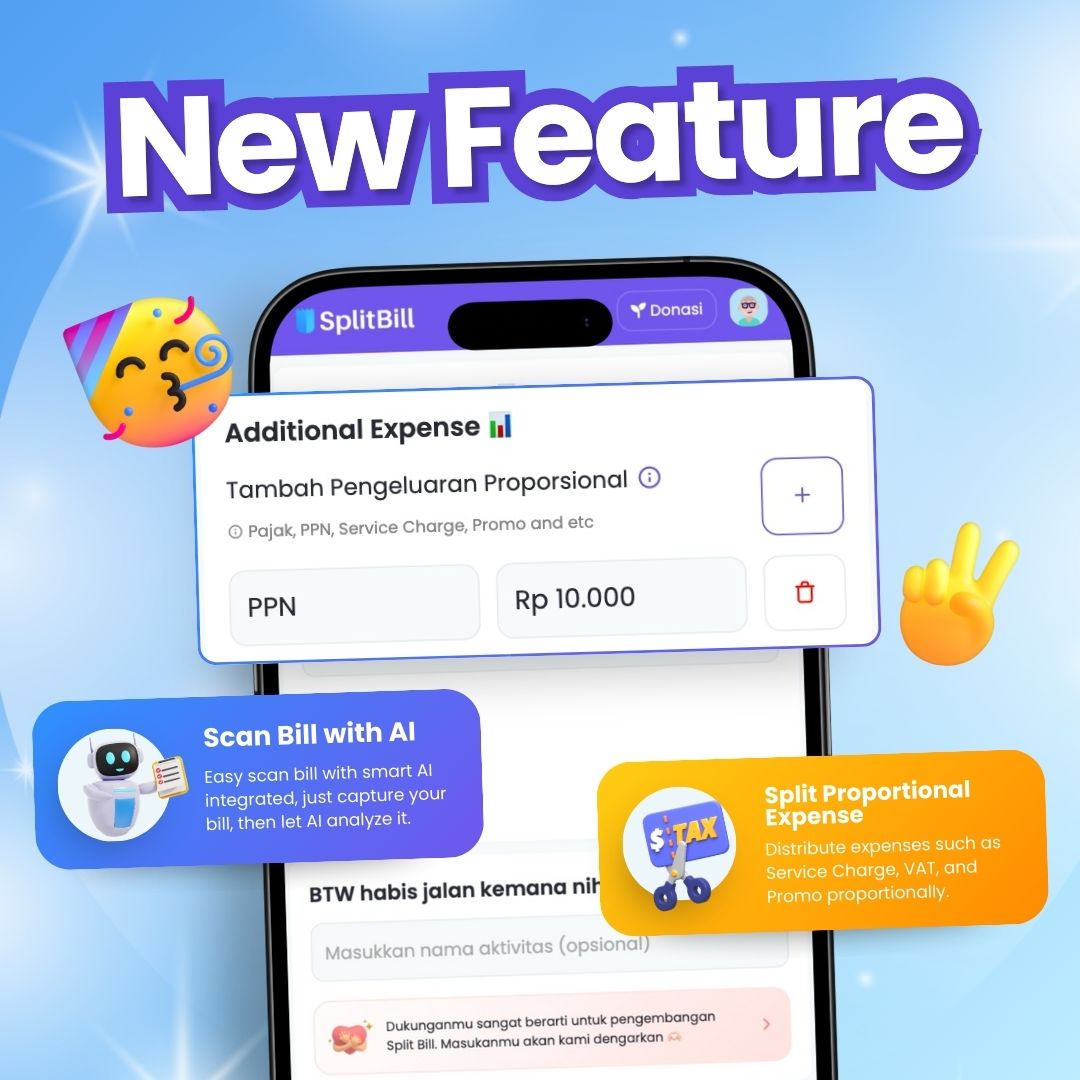 New Feature
SplitBill
Donasi
Additional Expense
Tambah Pengeluaran Proporsional
Pajak, PPN, Service Charge, Promo and etc
+
PPN
Rp 10.000
Scan Bill with AI
Easy scan bill with smart AI
integrated, just capture your
bill, then let AI analyze it.
$ TAX
Split Proportional
Expense
Distribute expenses such as
Service Charge, VAT, and
Promo proportionally.
BTW habis jalan kemana nih
Masukkan nama aktivitas (opsional)
Dukunganmu sangat berarti untuk pengembangan
Split Bill. Masukanmu akan kami dengarkan